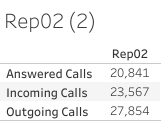 Rep02 (2)
Rep02
Answered Calls 20,841
Incoming Calls 23,567
Outgoing Calls 27,854